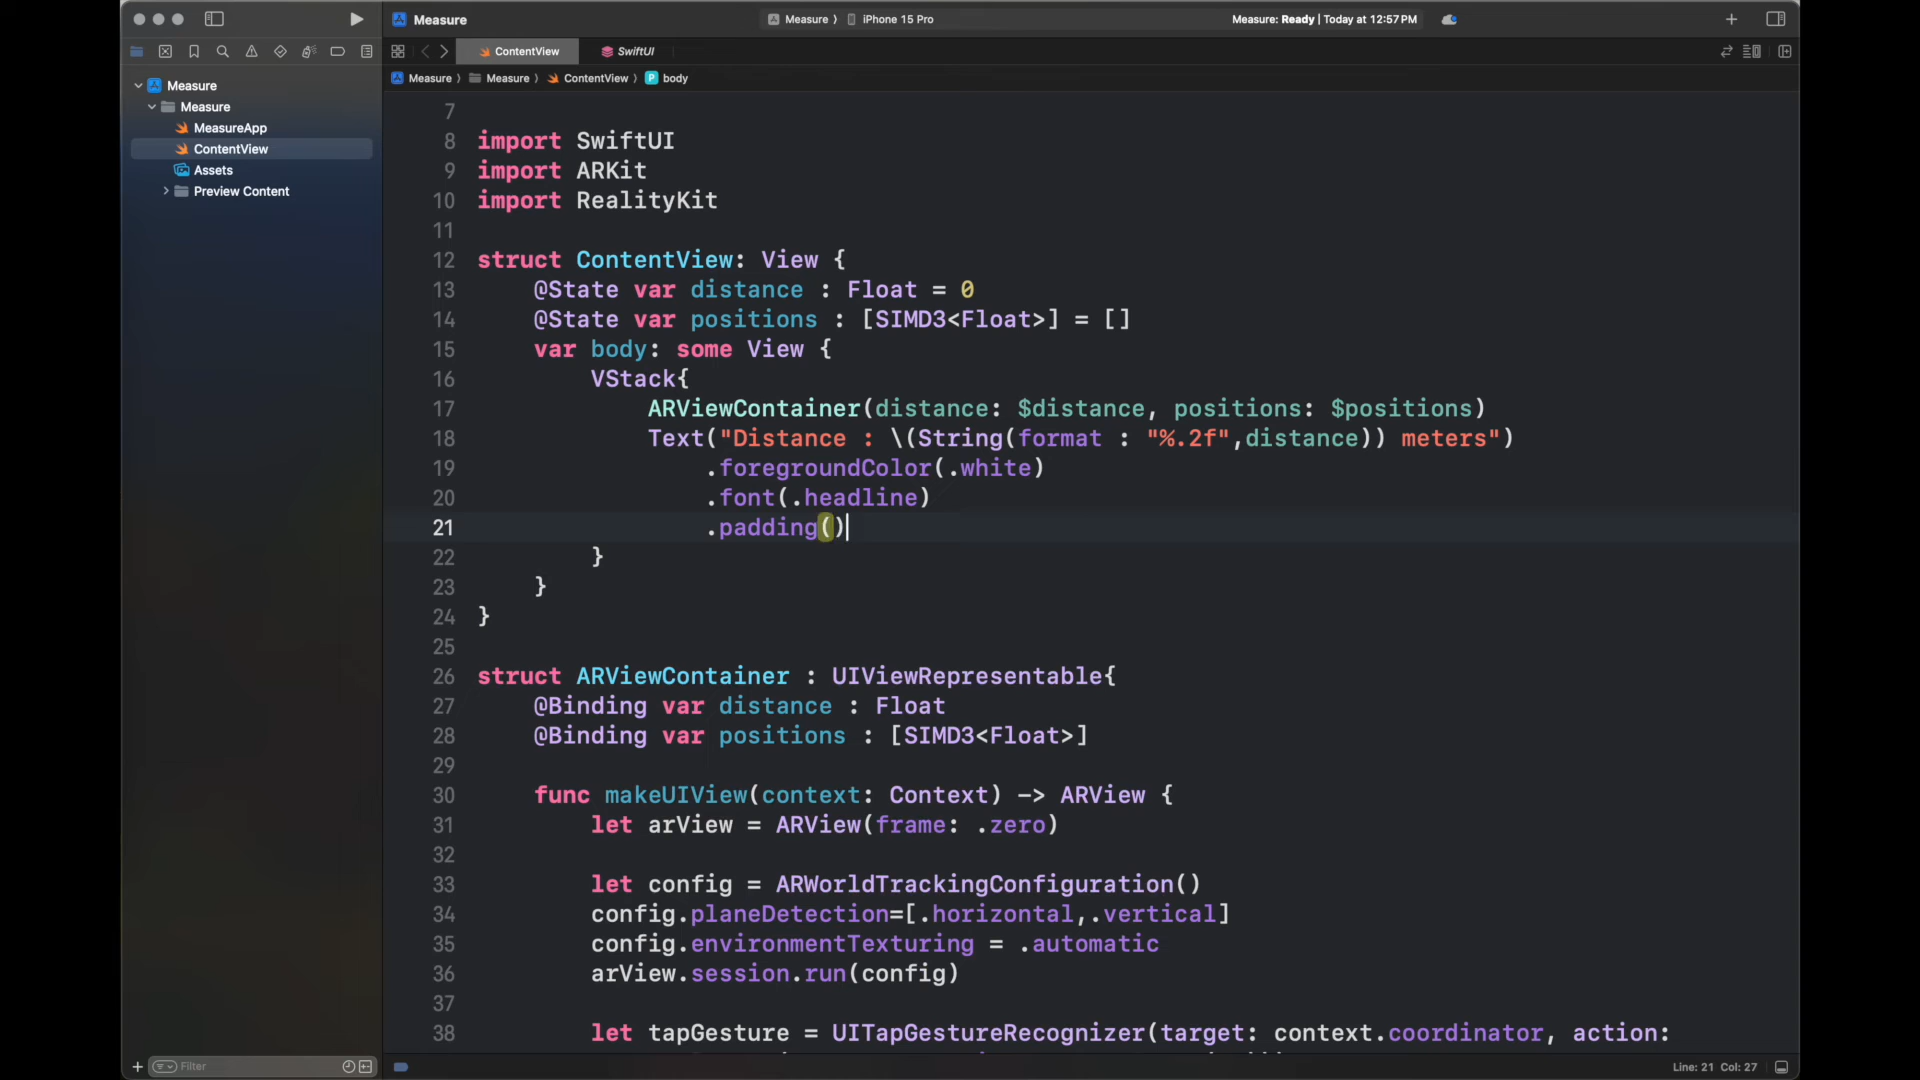 Measure
Measure 〉 iPhone 15 Pro
Measure: Ready | Today at 12:57 PM
ContentView
SwiftUI
Measure 〉 Measure 〉 ContentView 〉 P body
Measure
Measure
MeasureApp
ContentView
Assets
Preview Content
7
8 import SwiftUI
9 import ARKit
10 import RealityKit
11
12 struct ContentView: View {
13 @State var distance : Float = 0
14 @State var positions : [SIMD3<Float>] = []
15 var body: some View {
16 VStack{
17 ARViewContainer(distance: $distance, positions: $positions)
18 Text("Distance : \(String(format : "%.2f",distance)) meters")
19 .foregroundColor(.white)
20 .font(.headline)
21 .padding()
22 }
23 }
24 }
25
26 struct ARViewContainer : UIViewRepresentable{
27 @Binding var distance : Float
28 @Binding var positions : [SIMD3<Float>]
29
30 func makeUIView(context: Context) -> ARView {
31 let arView = ARView(frame: .zero)
32
33 let config = ARWorldTrackingConfiguration()
34 config.planeDetection=[.horizontal,.vertical]
35 config.environmentTexturing = .automatic
36 arView.session.run(config)
37
38 let tapGesture = UITapGestureRecognizer(target: context.coordinator, action:
Filter
Line: 21 Col: 27